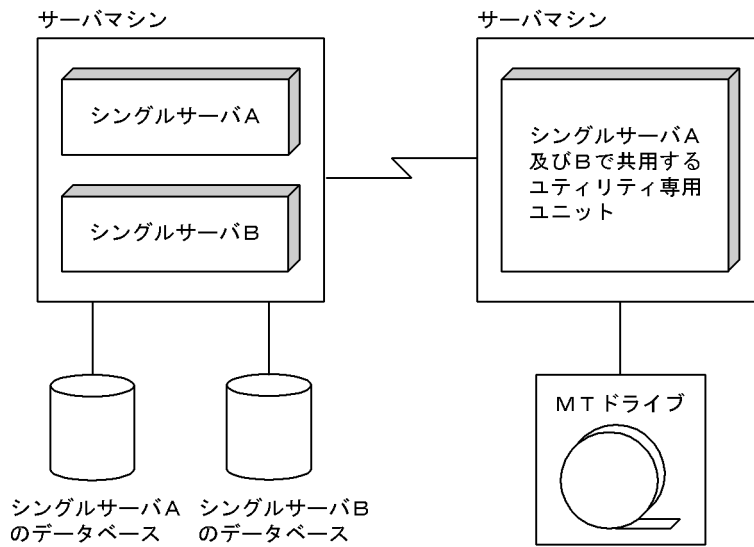 サーバマシン
シングルサーバA
シングルサーバB
シングルサーバA
のデータベース
シングルサーバB
のデータベース
サーバマシン
シングルサーバA
及びBで共用する
ユティリティ専用
ユニット
MTドライブ